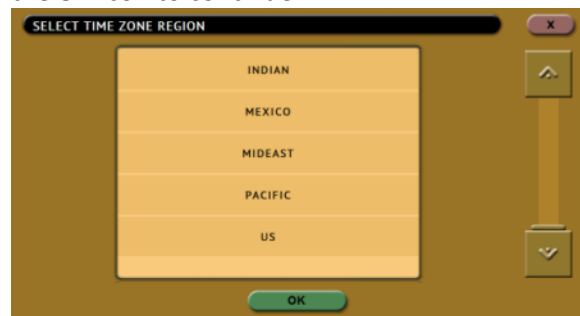 SELECT TIME ZONE REGION
X
INDIAN
MEXICO
MIDEAST
PACIFIC
US
OK